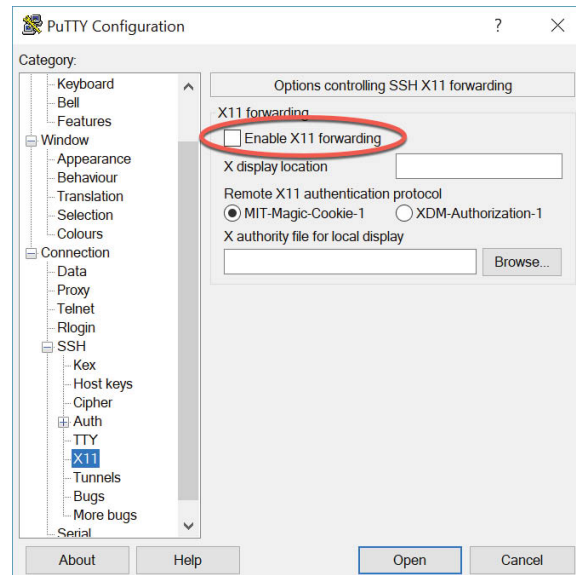 PuTTY Configuration
?
Category:
Keyboard
Bell
Features
Window
Appearance
Behaviour
Translation
Selection
Colours
Connection
Data
Proxy
Telnet
Rlogin
SSH
Kex
Host keys
Cipher
Auth
TTY
X11
Tunnels
Bugs
More bugs
Serial
Options controlling SSH X11 forwarding
X11 forwarding
Enable X11 forwarding
X display location
Remote X11 authentication protocol
MIT-Magic-Cookie-1 XDM-Authorization-1
X authority file for local display
Browse...
About Help Open Cancel